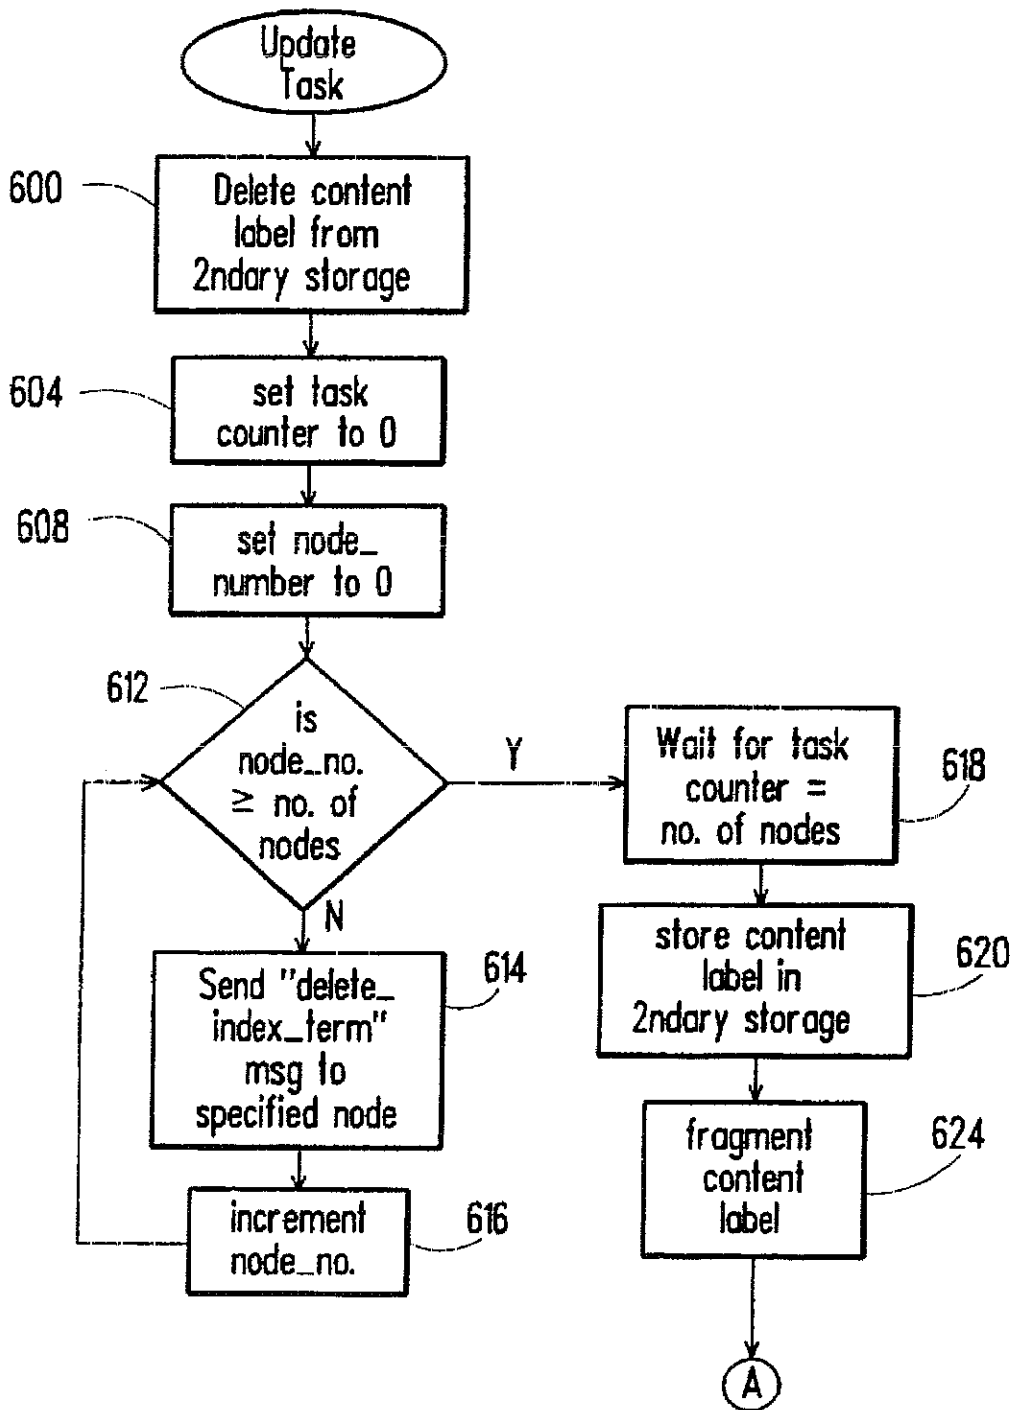 Update
Task
600
Delete content
label from
2ndary storage
604
set task
counter to 0
608
set node_
number to 0
612
is
node_no.
≥ no. of
nodes
Y
N
Send "delete_
index_term"
msg to
specified node
614
increment
node_no.
616
Wait for task
counter =
no. of nodes
618
store content
label in
2ndary storage
620
fragment
content
label
624
A